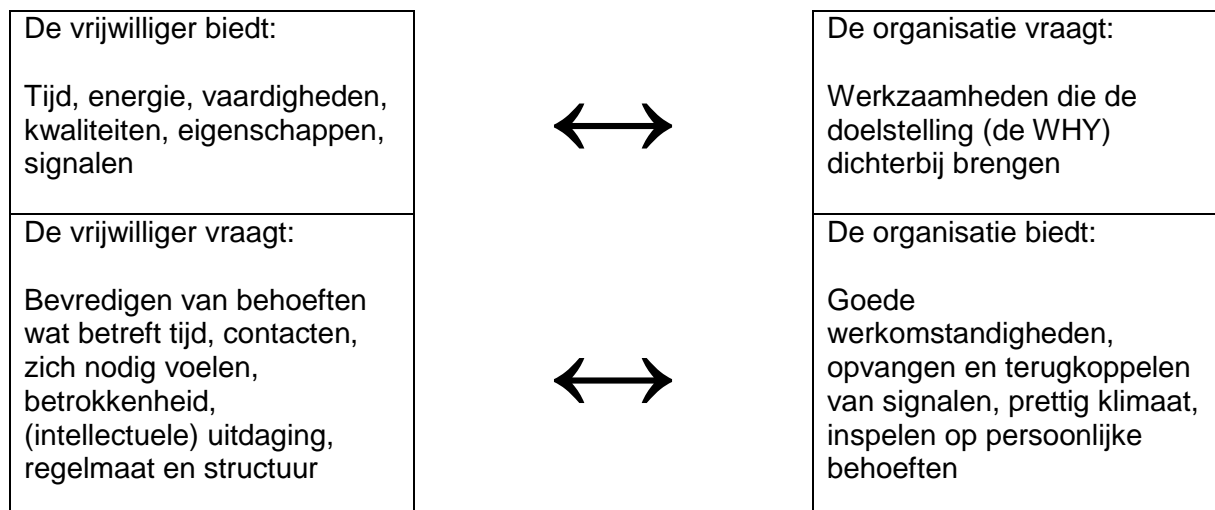 De vrijwilliger biedt:
Tijd, energie, vaardigheden,
kwaliteiten, eigenschappen,
signalen
De organisatie vraagt:
Werkzaamheden die de
doelstelling (de WHY)
dichterbij brengen
De vrijwilliger vraagt:
Bevredigen van behoeften
wat betreft tijd, contacten,
zich nodig voelen,
betrokkenheid,
(intellectuele) uitdaging,
regelmaat en structuur
De organisatie biedt:
Goede
werkomstandigheden,
opvangen en terugkoppelen
van signalen, prettig klimaat,
inspelen op persoonlijke
behoeften